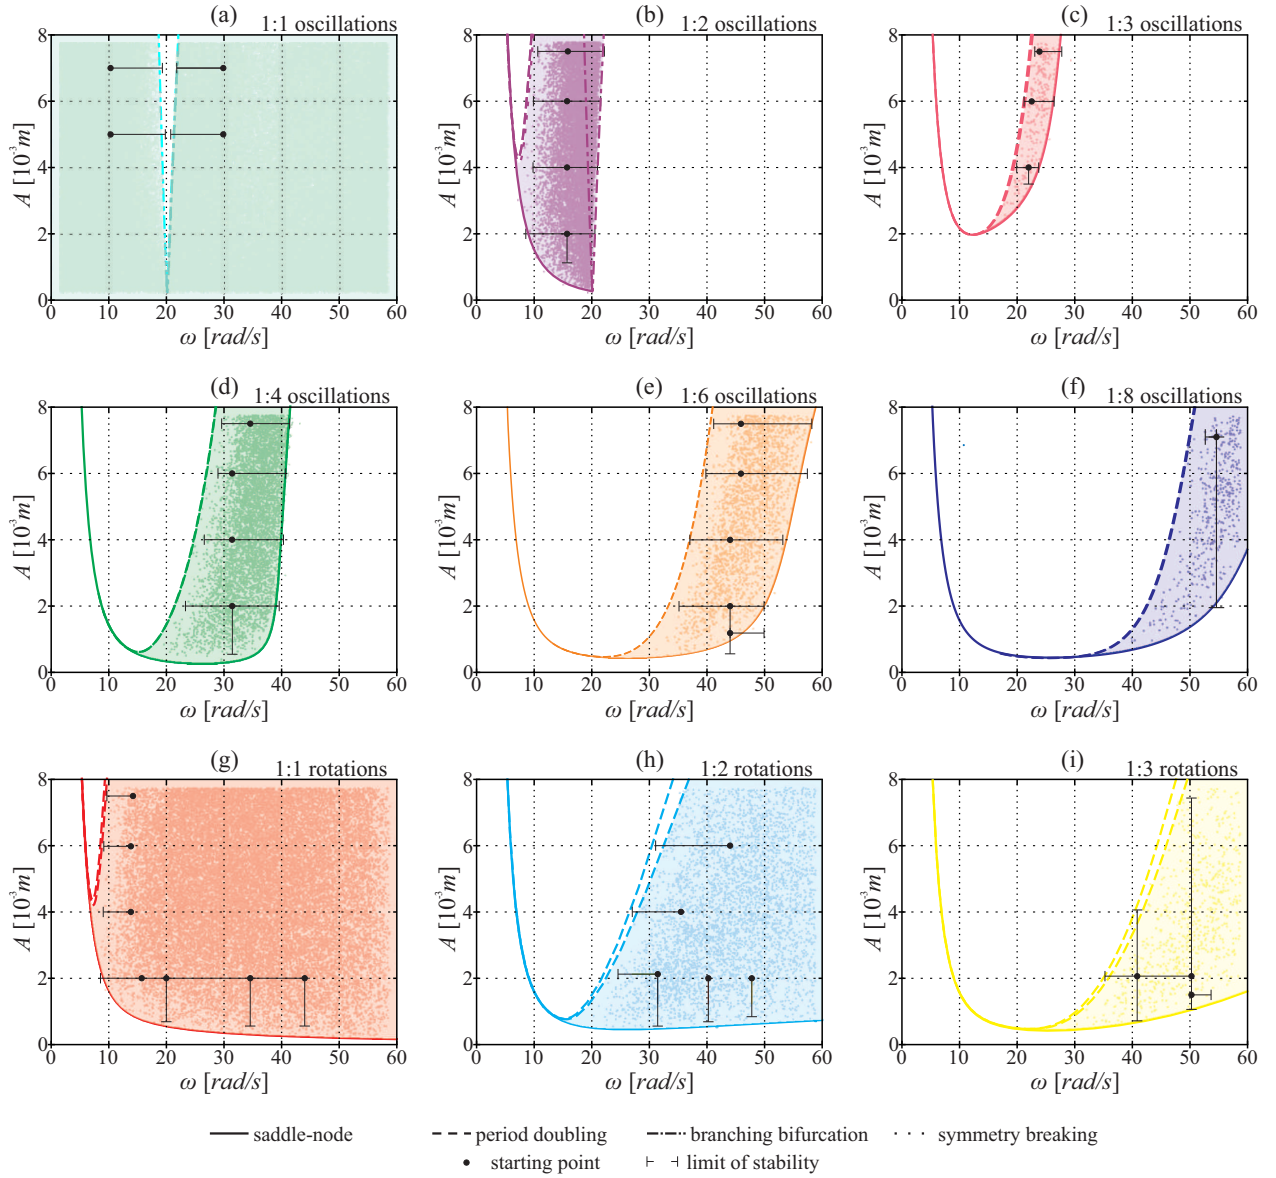 (a) 1:1 oscillations
8
6
4
2
0
A [10⁻³m]
0 10 20 30 40 50 60
ω [rad/s]
(b) 1:2 oscillations
8
6
4
2
0
A [10⁻³m]
0 10 20 30 40 50 60
ω [rad/s]
(c) 1:3 oscillations
8
6
4
2
0
A [10⁻³m]
0 10 20 30 40 50 60
ω [rad/s]
(d) 1:4 oscillations
8
6
4
2
0
A [10⁻³m]
0 10 20 30 40 50 60
ω [rad/s]
(e) 1:6 oscillations
8
6
4
2
0
A [10⁻³m]
0 10 20 30 40 50 60
ω [rad/s]
(f) 1:8 oscillations
8
6
4
2
0
A [10⁻³m]
0 10 20 30 40 50 60
ω [rad/s]
(g) 1:1 rotations
8
6
4
2
0
A [10⁻³m]
0 10 20 30 40 50 60
ω [rad/s]
(h) 1:2 rotations
8
6
4
2
0
A [10⁻³m]
0 10 20 30 40 50 60
ω [rad/s]
(i) 1:3 rotations
8
6
4
2
0
A [10⁻³m]
0 10 20 30 40 50 60
ω [rad/s]
saddle-node period doubling branching bifurcation symmetry breaking
starting point limit of stability